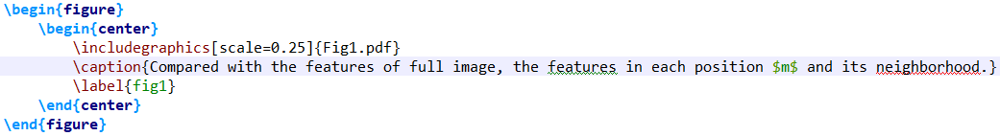 \begin{figure}
\begin{center}
\includegraphics[scale=0.25]{Fig1.pdf}
\caption{Compared with the features of full image, the features in each position $m$ and its neighborhood.}
\label{fig1}
\end{center}
\end{figure}